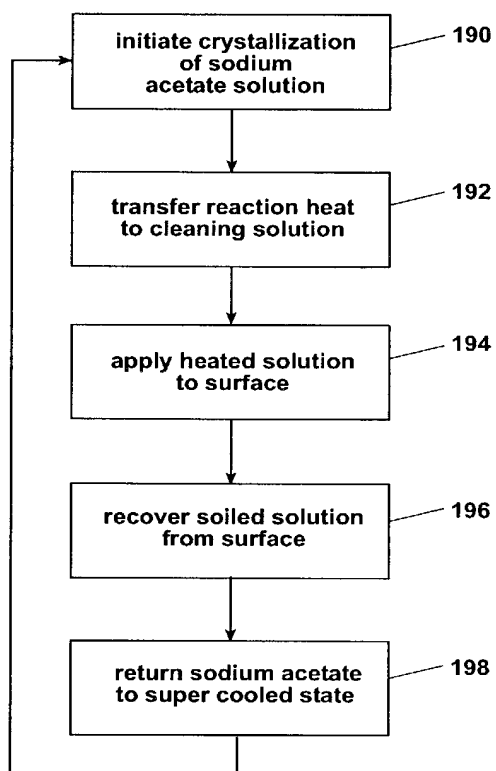 initiate crystallization
of sodium
acetate solution
190
transfer reaction heat
to cleaning solution
192
apply heated solution
to surface
194
recover soiled solution
from surface
196
return sodium acetate
to super cooled state
198